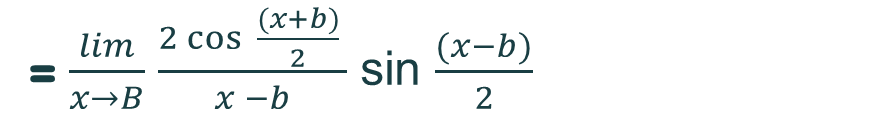 = lim x→B 2 cos (x+b)/2 / x −b sin (x−b)/2